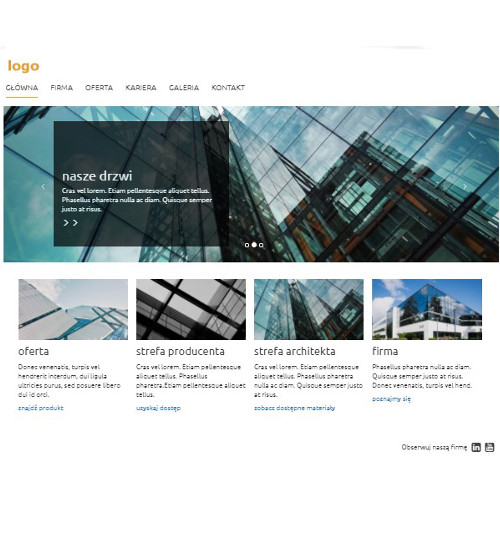 logo
GŁÓWNA FIRMA OFERTA KARIERA GALERIA KONTAKT
nasze drzwi
Cras vel lorem. Etiam pellentesque aliquet tellus.
Phasellus pharetra nulla ac diam. Quisque semper
justo at risus.
oferta
Donec venenatis, turpis vel
hendrerit interdum, dui ligula
ultricies purus, sed posuere libero
dui id orci.
znajdź produkt
strefa producenta
Cras vel lorem. Etiam pellentesque
aliquet tellus. Phasellus
pharetra.Etiam pellentesque aliquet
tellus.
uzyskaj dostęp
strefa architekta
Cras vel lorem. Etiam pellentesque
aliquet tellus. Phasellus pharetra
nulla ac diam. Quisque semper justo
at risus.
zobacz dostępne materiały
firma
Phasellus pharetra nulla ac diam.
Quisque semper justo at risus.
Donec venenatis, turpis vel hend.
poznajmy się
Obserwuj naszą firmę in